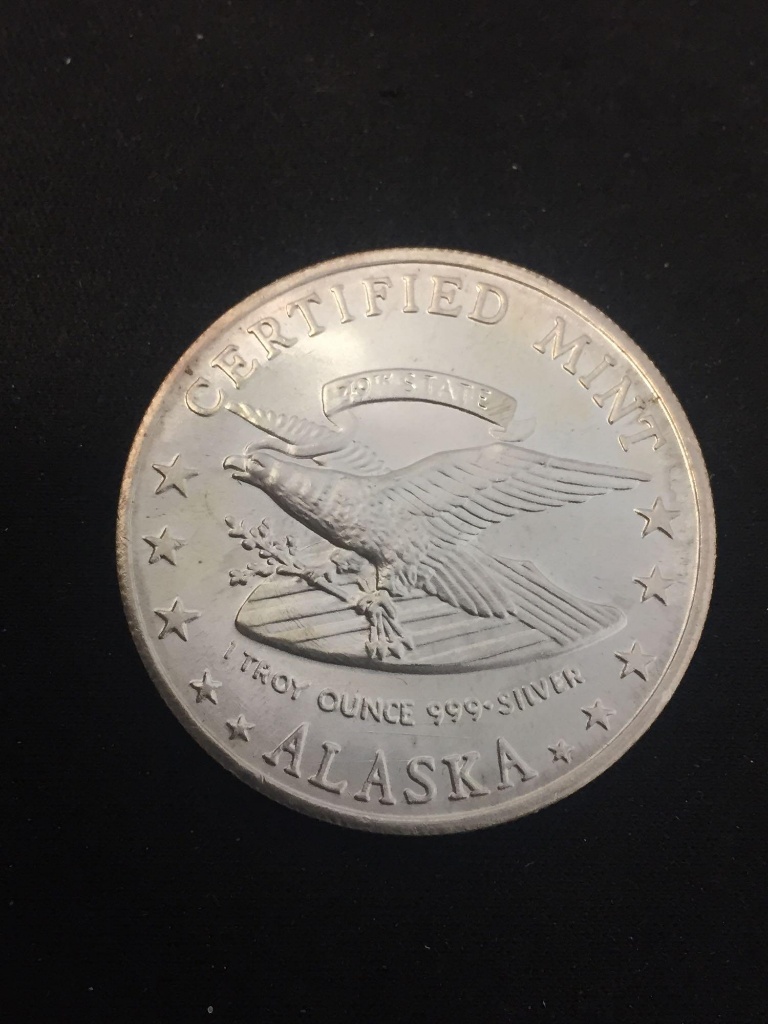 CERTIFIED MINT
49TH STATE
1 TROY OUNCE 999·SILVER
ALASKA